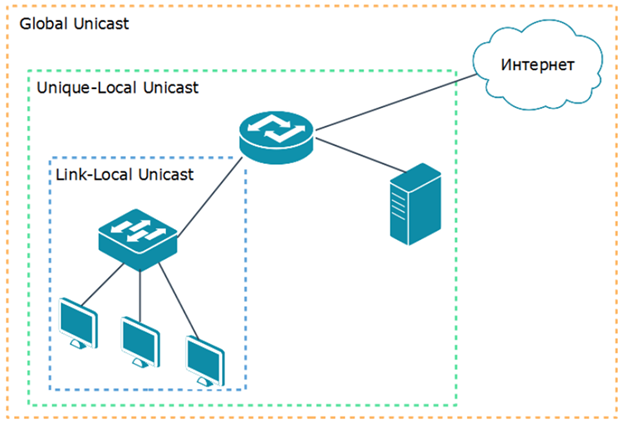 Global Unicast
Интернет
Unique-Local Unicast
Link-Local Unicast